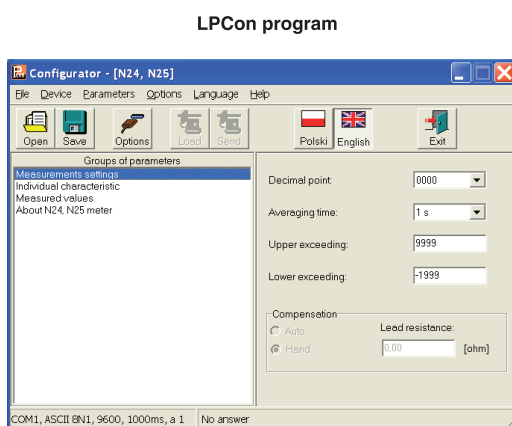 LPCon program
Configurator - [N24, N25]
File Device Parameters Options Language Help
Open Save Options Load Send Polski English Exit
Groups of parameters
Measurements settings
Individual characteristic
Measured values
About N24, N25 meter
Decimal point: 0000
Averaging time: 1 s
Upper exceeding: 9999
Lower exceeding: -1999
Compensation
Auto
Hand
Lead resistance:
0,00 [ohm]
COM1, ASCII 8N1, 9600, 1000ms, a 1 No answer